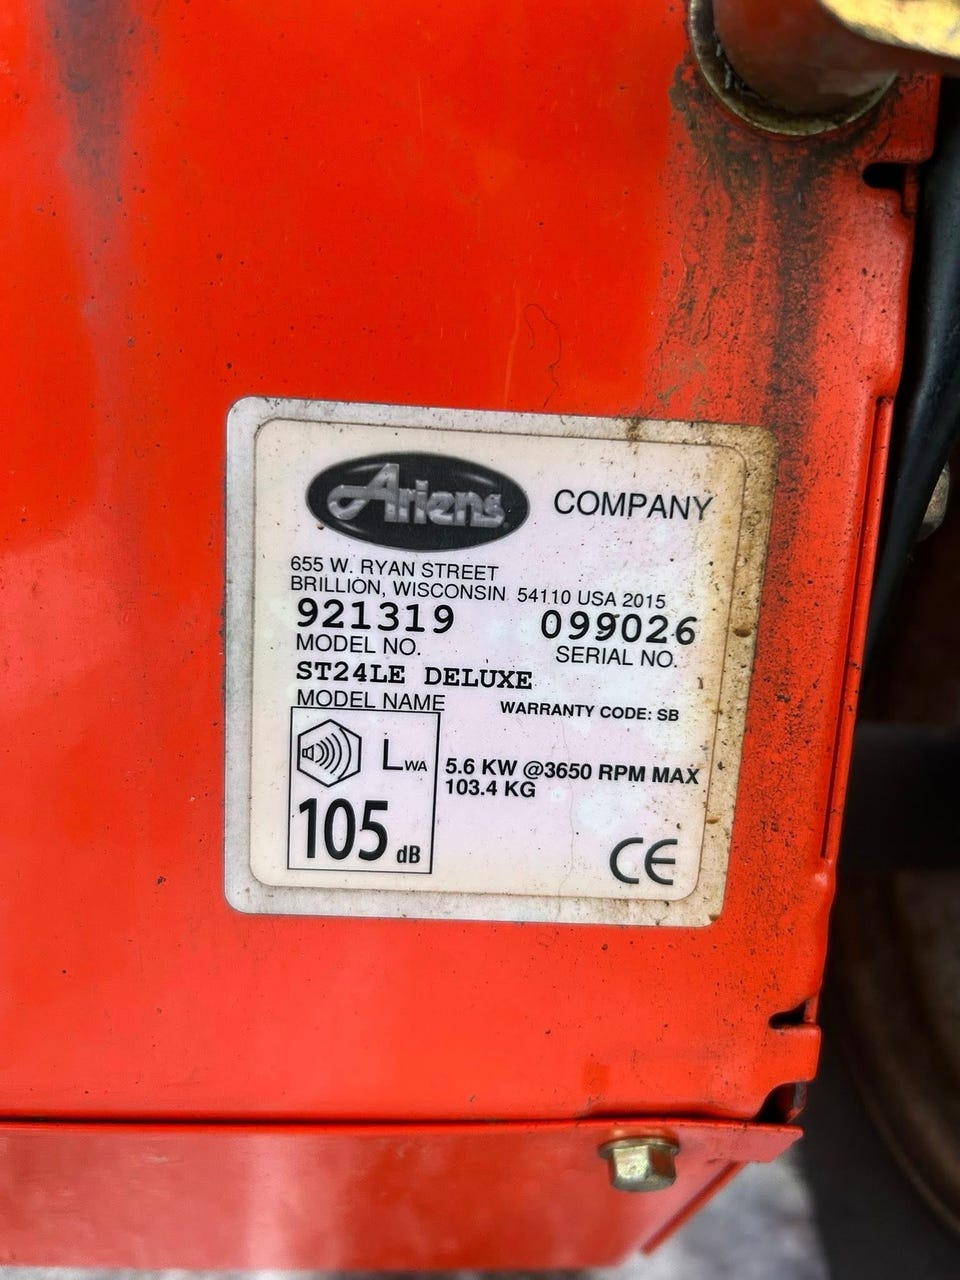 Ariens COMPANY
655 W. RYAN STREET
BRILLION, WISCONSIN 54110 USA 2015
921319 099026
MODEL NO. SERIAL NO.
ST24LE DELUXE
MODEL NAME WARRANTY CODE: SB
LWA 5.6 KW @3650 RPM MAX
103.4 KG
105 dB
CE